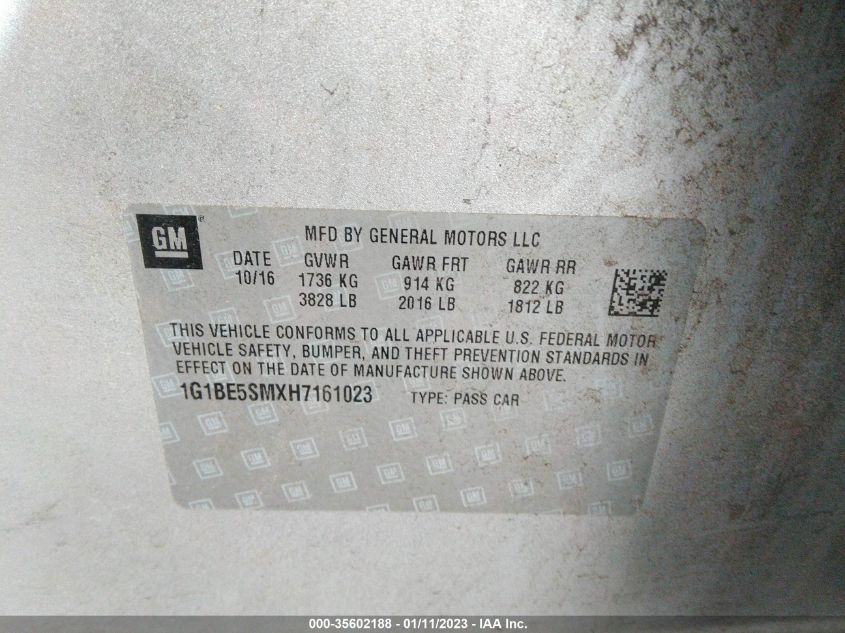 GM®
MFD BY GENERAL MOTORS LLC
DATE GVWR GAWR FRT GAWR RR
10/16 1736 KG 914 KG 822 KG
3828 LB 2016 LB 1812 LB
THIS VEHICLE CONFORMS TO ALL APPLICABLE U.S. FEDERAL MOTOR
VEHICLE SAFETY, BUMPER, AND THEFT PREVENTION STANDARDS IN
EFFECT ON THE DATE OF MANUFACTURE SHOWN ABOVE.
1G1BE5SMXH7161023 TYPE: PASS CAR
000-35602188 - 01/11/2023 - IAA Inc.